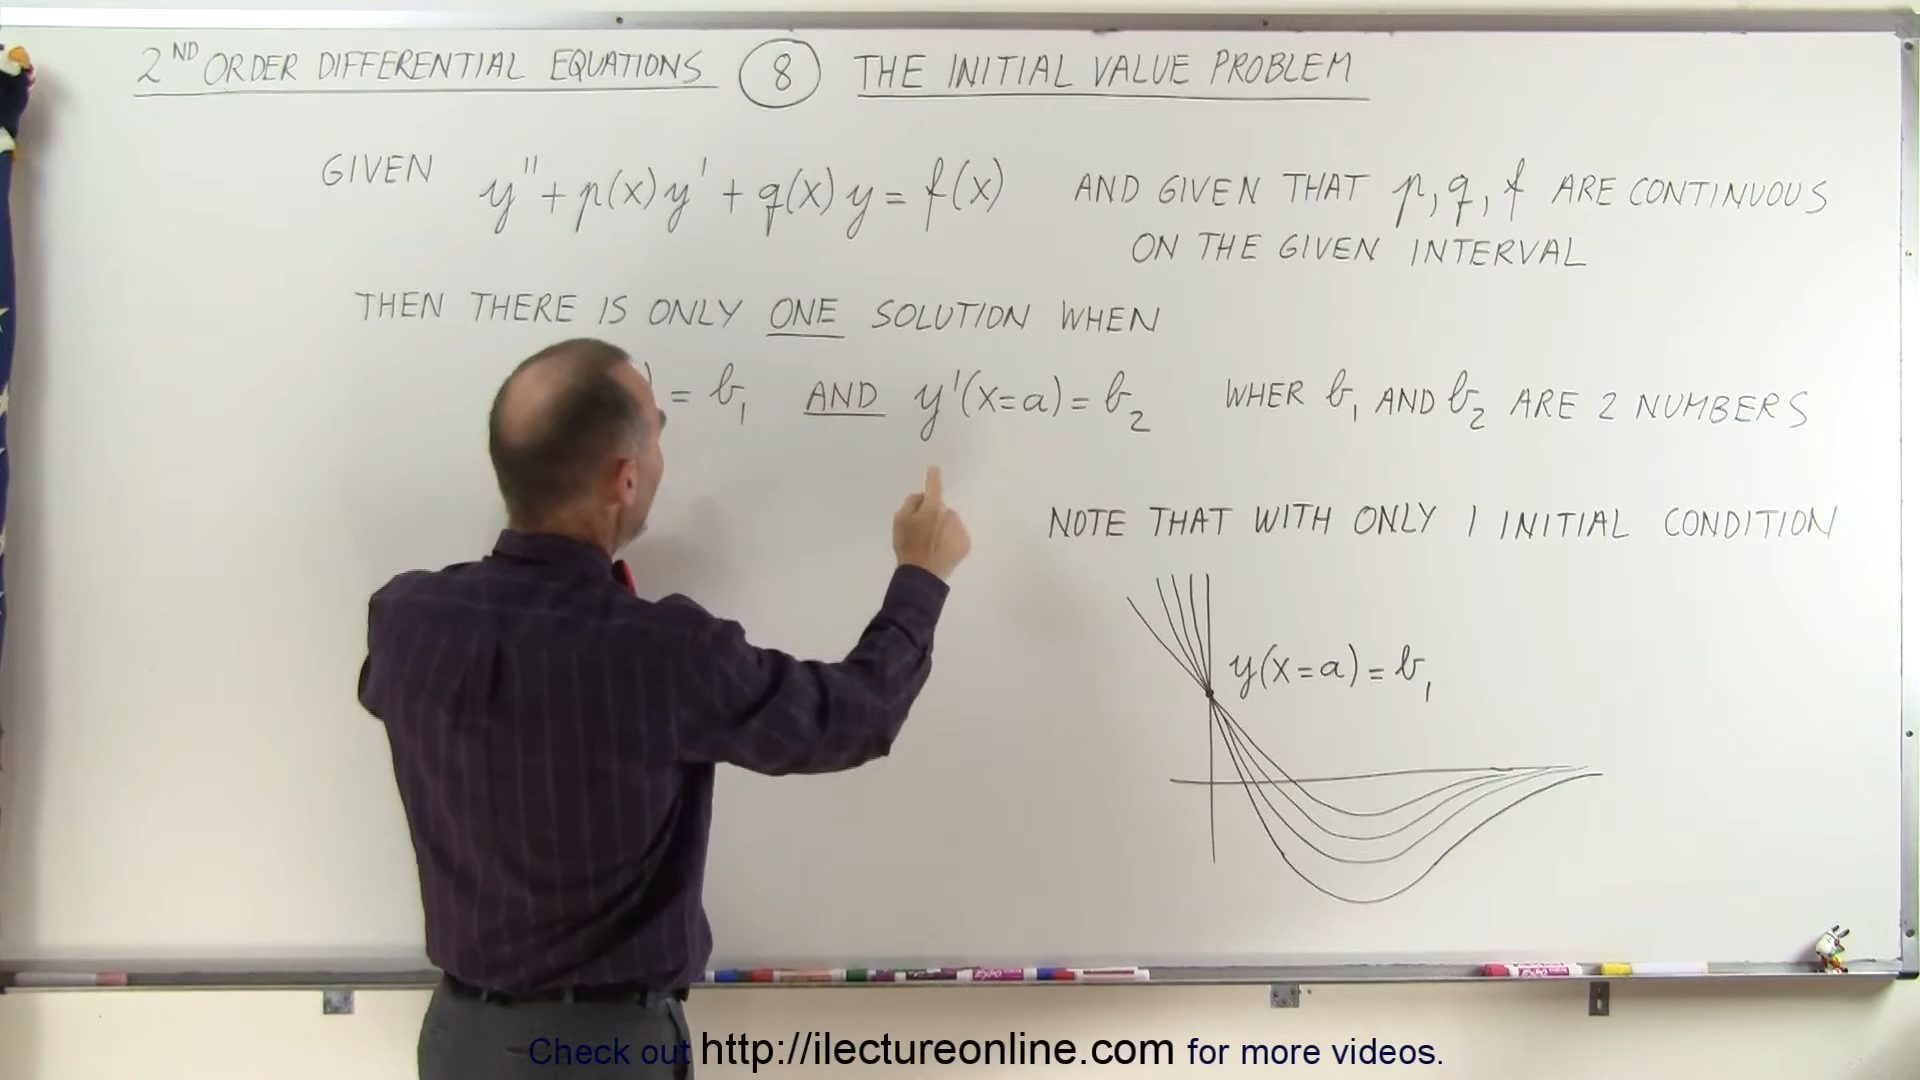 2ND ORDER DIFFERENTIAL EQUATIONS 8 THE INITIAL VALUE PROBLEM
GIVEN y" + p(x) y' + q(x) y = f(x) AND GIVEN THAT p, q, f ARE CONTINUOUS
ON THE GIVEN INTERVAL
THEN THERE IS ONLY ONE SOLUTION WHEN
) = b1 AND y'(x=a) = b2 WHER b1 AND b2 ARE 2 NUMBERS
NOTE THAT WITH ONLY 1 INITIAL CONDITION
y(x=a) = b1
EXPO
Check out http://ilectureonline.com for more videos.